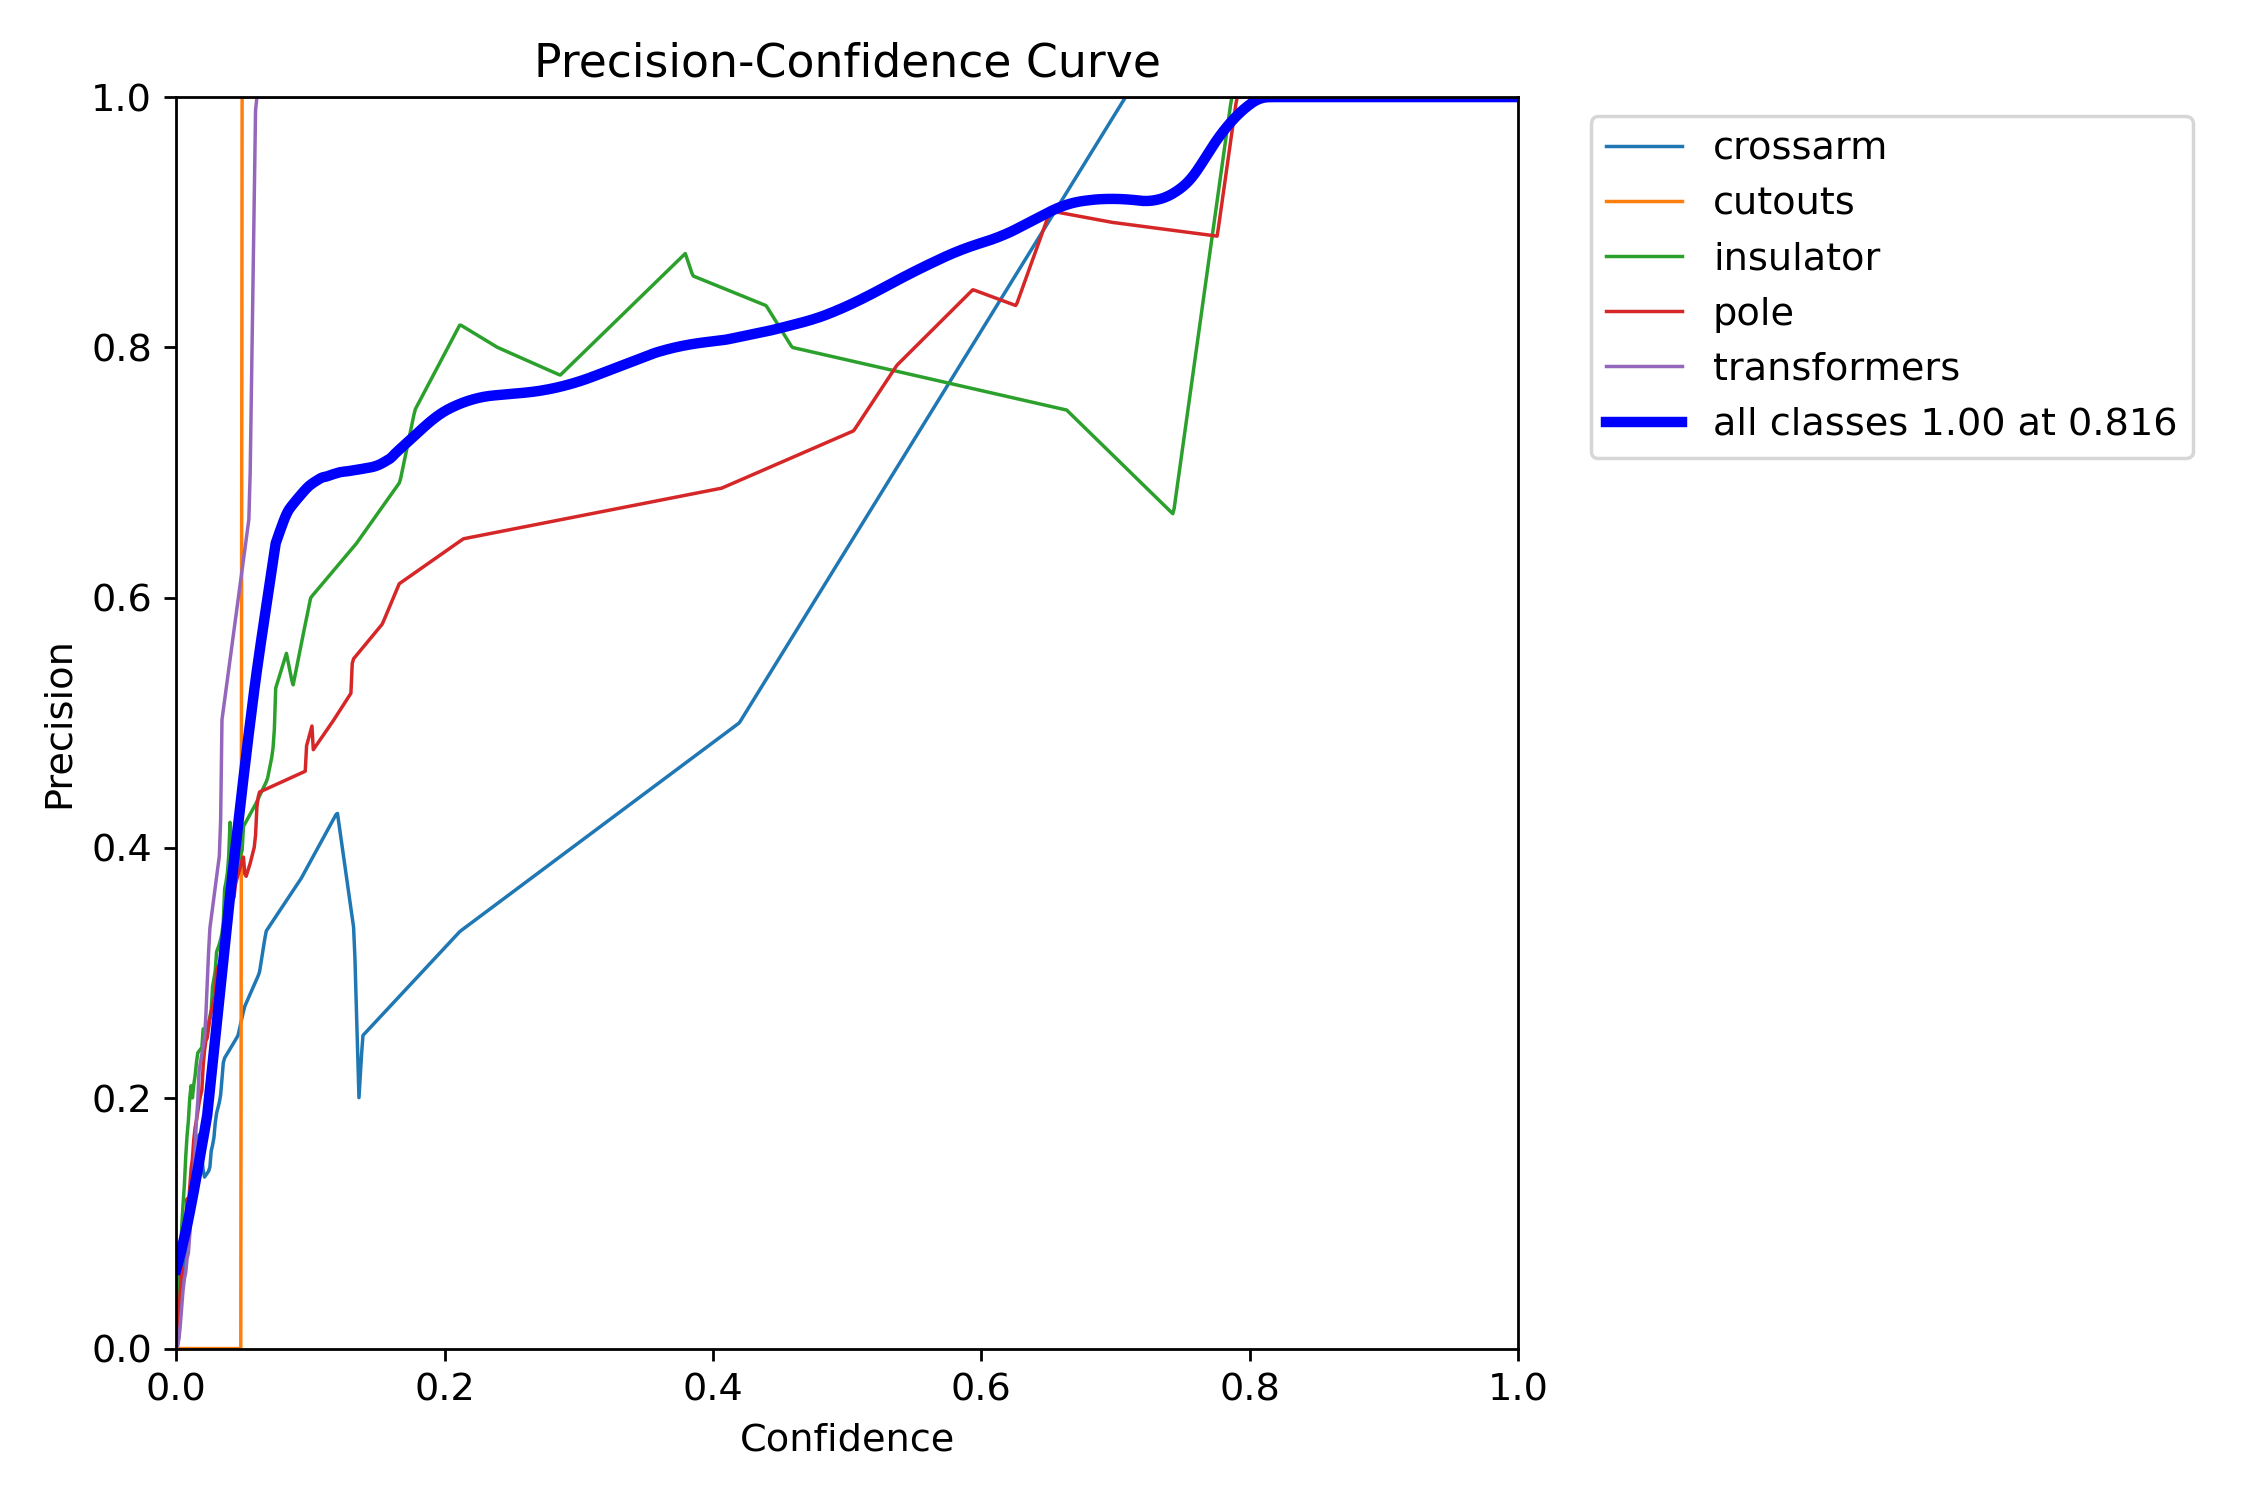 Precision-Confidence Curve
1.0
0.8
0.6
0.4
0.2
0.0
Precision
0.0 0.2 0.4 0.6 0.8 1.0
Confidence
crossarm
cutouts
insulator
pole
transformers
all classes 1.00 at 0.816